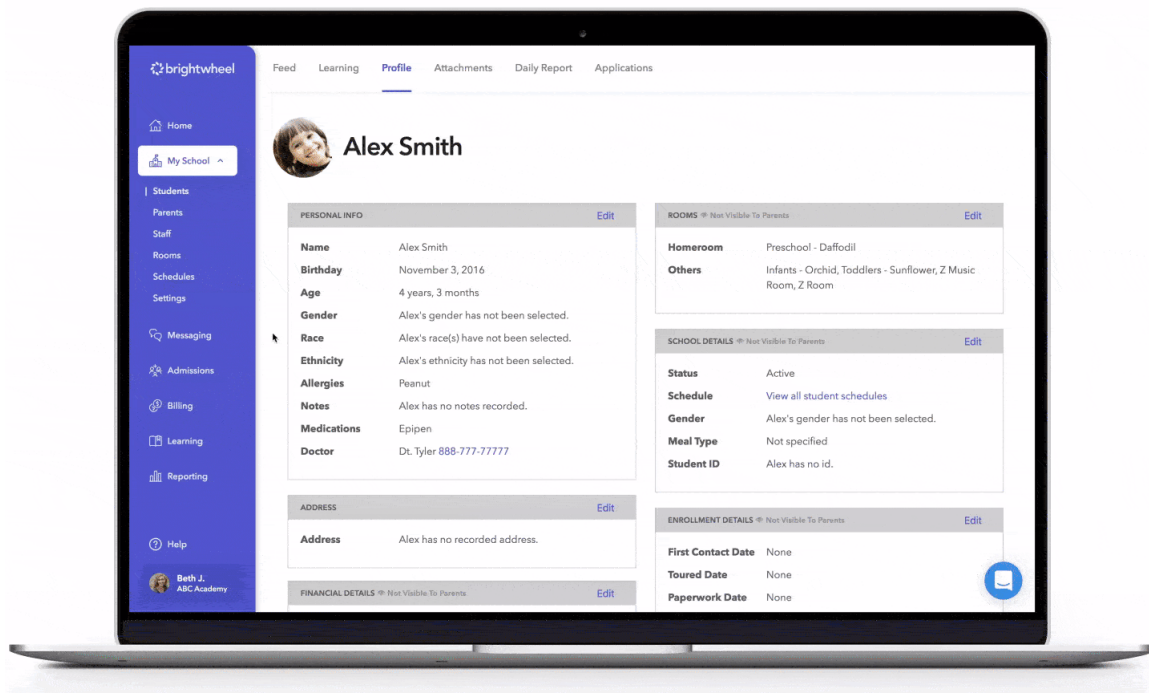 brightwheel
Home
My School
Students
Parents
Staff
Rooms
Schedules
Settings
Messaging
Admissions
Billing
Learning
Reporting
Help
Beth J.
ABC Academy
Feed Learning Profile Attachments Daily Report Applications
Alex Smith
PERSONAL INFO Edit
Name Alex Smith
Birthday November 3, 2016
Age 4 years, 3 months
Gender Alex's gender has not been selected.
Race Alex's race(s) have not been selected.
Ethnicity Alex's ethnicity has not been selected.
Allergies Peanut
Notes Alex has no notes recorded.
Medications Epipen
Doctor Dt. Tyler 888-777-77777
ADDRESS Edit
Address Alex has no recorded address.
FINANCIAL DETAILS Not Visible To Parents Edit
ROOMS Not Visible To Parents Edit
Homeroom Preschool - Daffodil
Others Infants - Orchid, Toddlers - Sunflower, Z Music
Room, Z Room
SCHOOL DETAILS Not Visible To Parents Edit
Status Active
Schedule View all student schedules
Gender Alex's gender has not been selected.
Meal Type Not specified
Student ID Alex has no id.
ENROLLMENT DETAILS Not Visible To Parents Edit
First Contact Date None
Toured Date None
Paperwork Date None